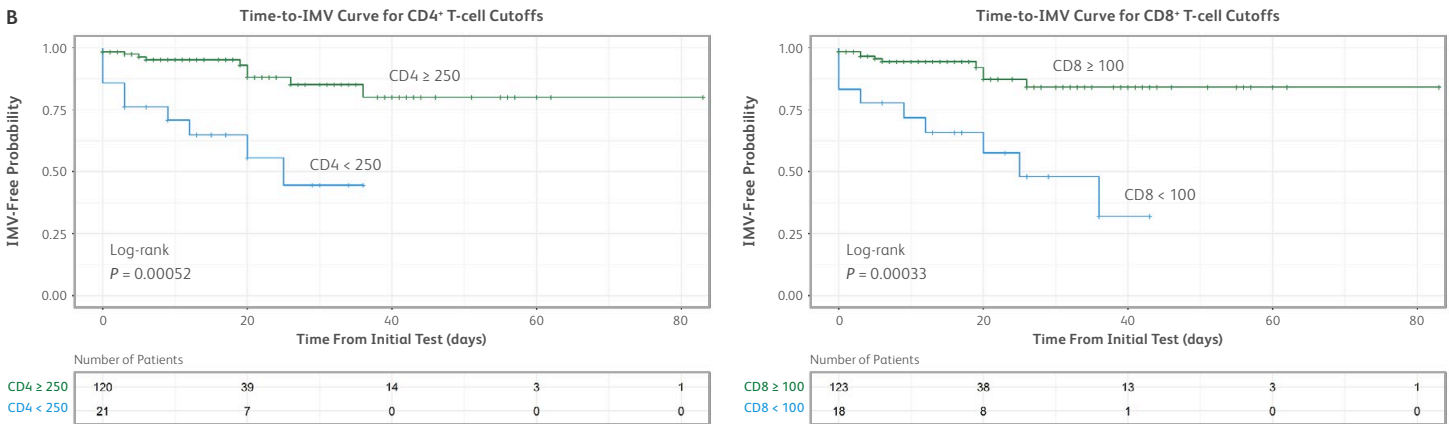 B
Time-to-IMV Curve for CD4⁺ T-cell Cutoffs
IMV-Free Probability
1.00
0.75
0.50
0.25
0.00
CD4 ≥ 250
CD4 < 250
Log-rank
P = 0.00052
0 20 40 60 80
Time From Initial Test (days)
Number of Patients
CD4 ≥ 250 120 39 14 3 1
CD4 < 250 21 7 0 0 0
Time-to-IMV Curve for CD8⁺ T-cell Cutoffs
IMV-Free Probability
1.00
0.75
0.50
0.25
0.00
CD8 ≥ 100
CD8 < 100
Log-rank
P = 0.00033
0 20 40 60 80
Time From Initial Test (days)
Number of Patients
CD8 ≥ 100 123 38 13 3 1
CD8 < 100 18 8 1 0 0